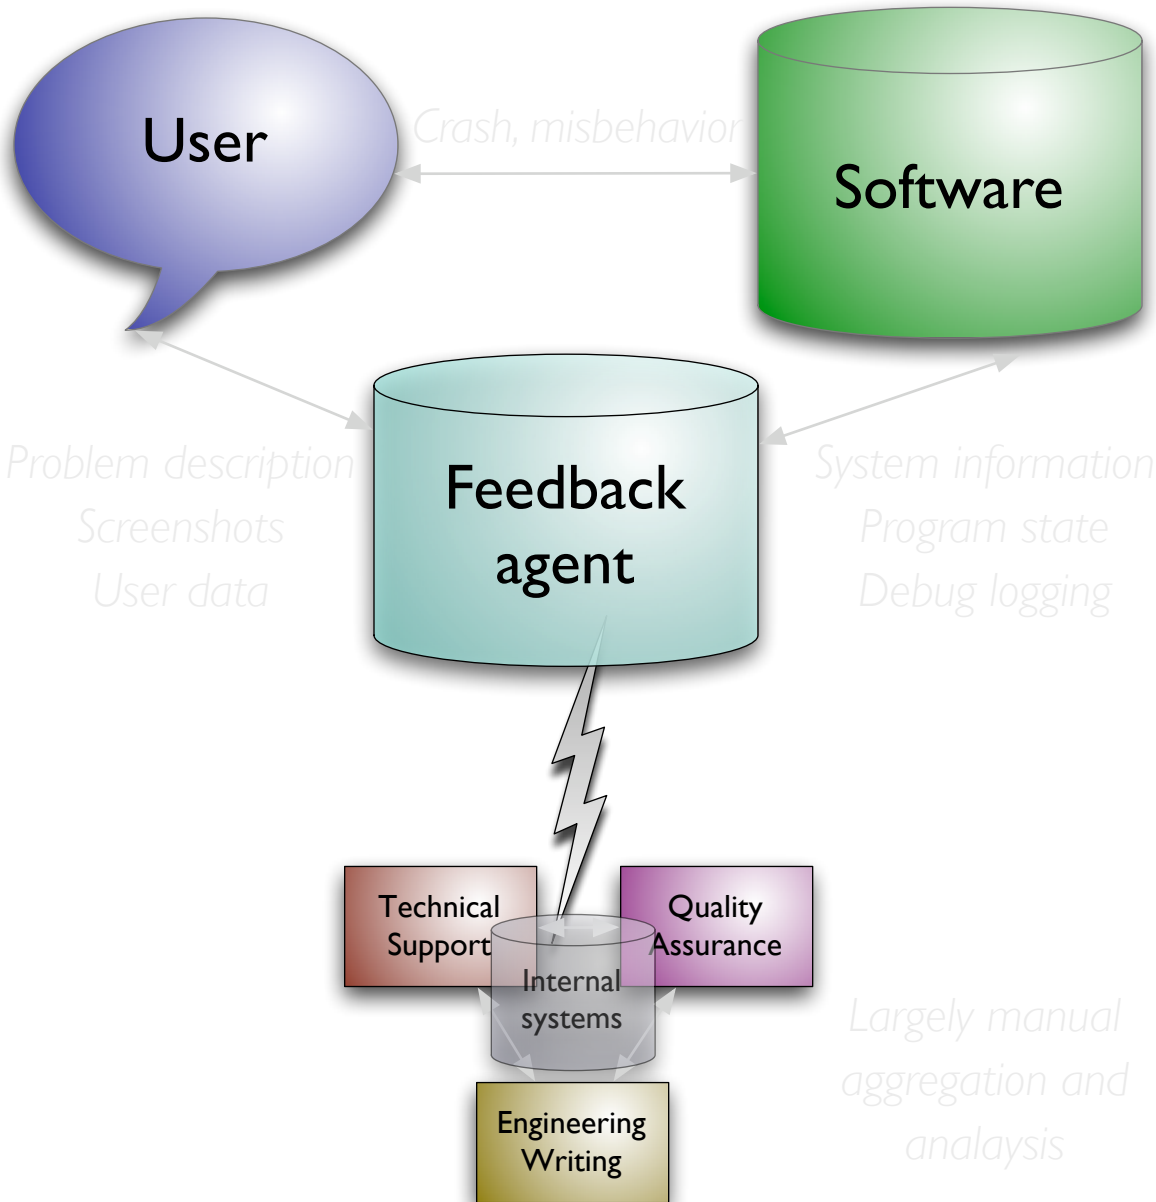 User
Crash, misbehavior
Software
Problem description
Screenshots
User data
Feedback
agent
System information
Program state
Debug logging
Technical
Support
Quality
Assurance
Internal
systems
Largely manual
aggregation and
analaysis
Engineering
Writing